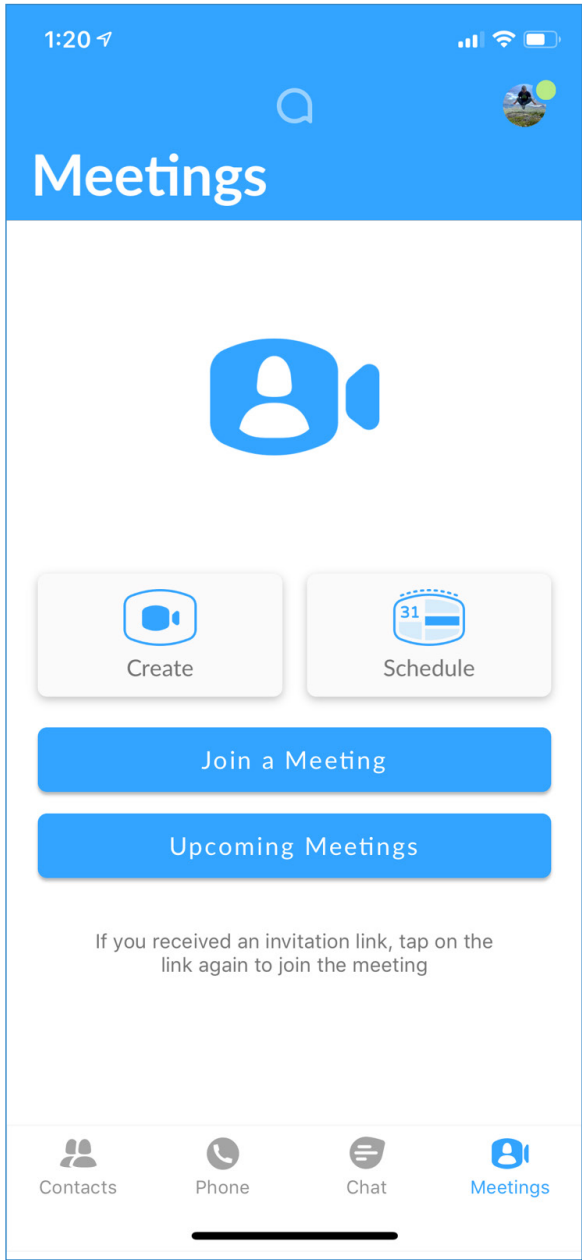 1:20
Meetings
31
Create
Schedule
Join a Meeting
Upcoming Meetings
If you received an invitation link, tap on the
link again to join the meeting
Contacts
Phone
Chat
Meetings